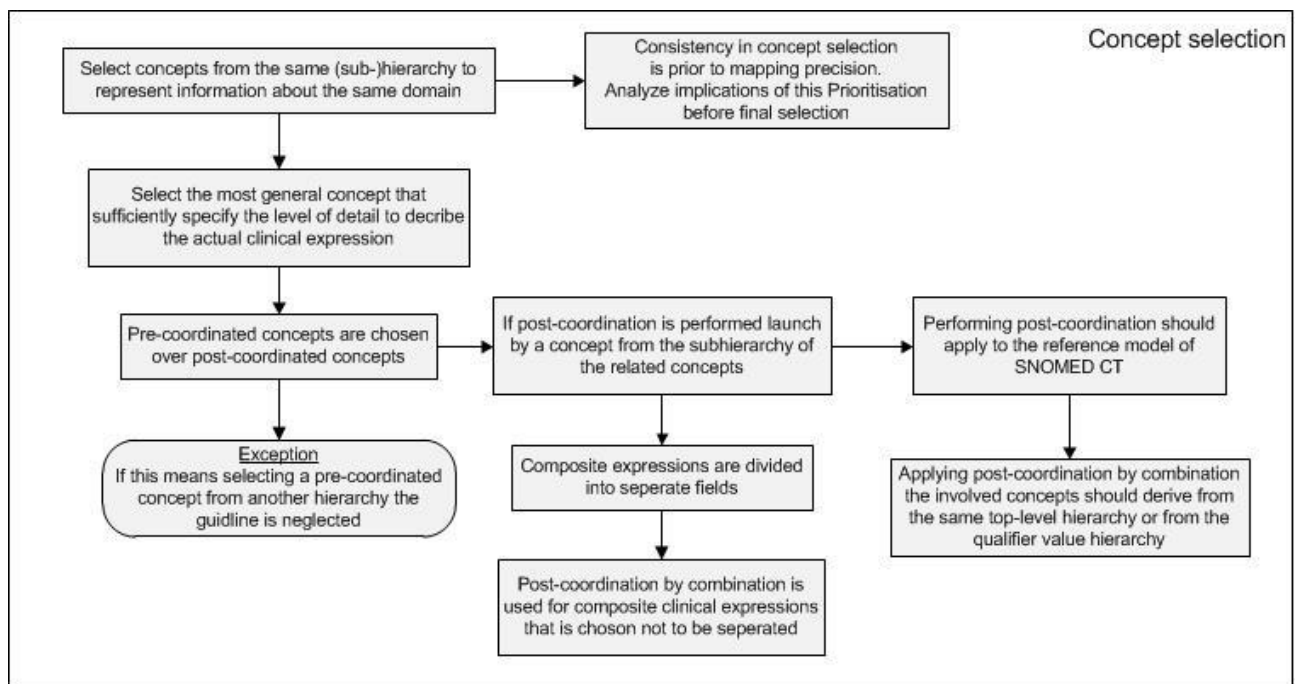 Concept selection
Select concepts from the same (sub-)hierarchy to
represent information about the same domain
Consistency in concept selection
is prior to mapping precision.
Analyze implications of this Prioritisation
before final selection
Select the most general concept that
sufficiently specify the level of detail to decribe
the actual clinical expression
Pre-coordinated concepts are chosen
over post-coordinated concepts
If post-coordination is performed launch
by a concept from the subhierarchy of
the related concepts
Performing post-coordination should
apply to the reference model of
SNOMED CT
Exception
If this means selecting a pre-coordinated
concept from another hierarchy the
guidline is neglected
Composite expressions are divided
into seperate fields
Applying post-coordination by combination
the involved concepts should derive from
the same top-level hierarchy or from the
qualifier value hierarchy
Post-coordination by combination is
used for composite clinical expressions
that is choson not to be seperated